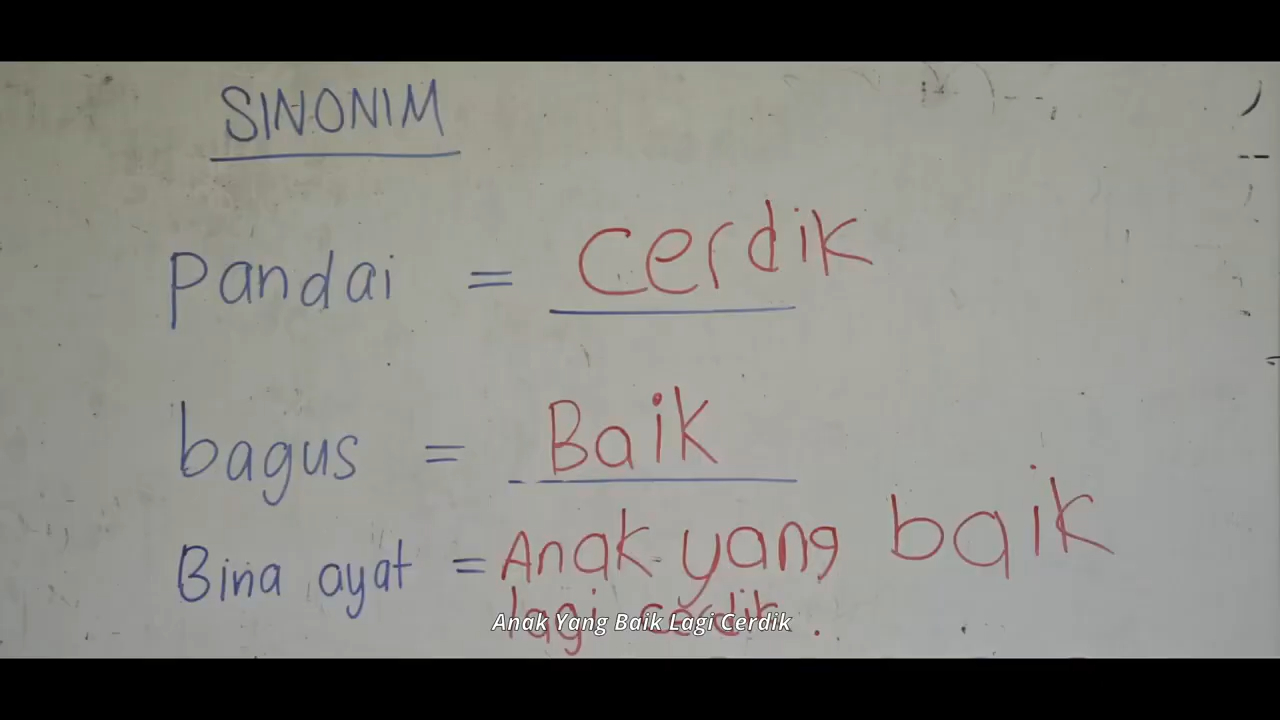 SINONIM
Pandai = Cerdik
bagus = Baik
Bina ayat = Anak yang baik
lagi cerdik.
Anak Yang Baik Lagi Cerdik